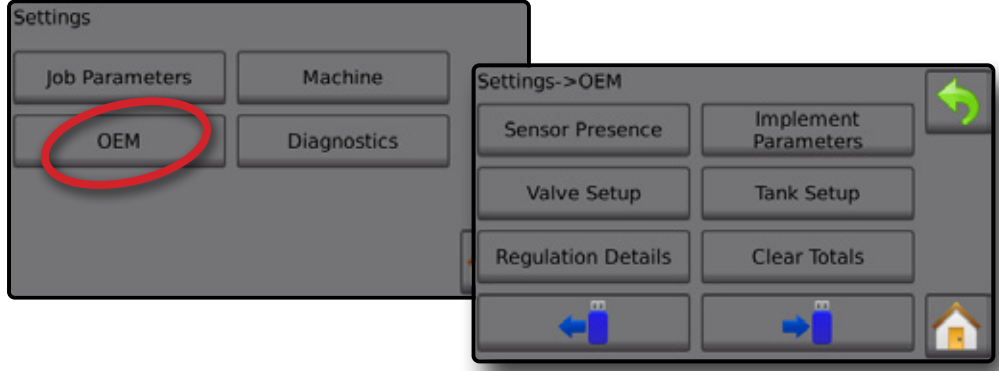 Settings
Job Parameters
Machine
OEM
Diagnostics
Settings->OEM
Sensor Presence
Implement
Parameters
Valve Setup
Tank Setup
Regulation Details
Clear Totals